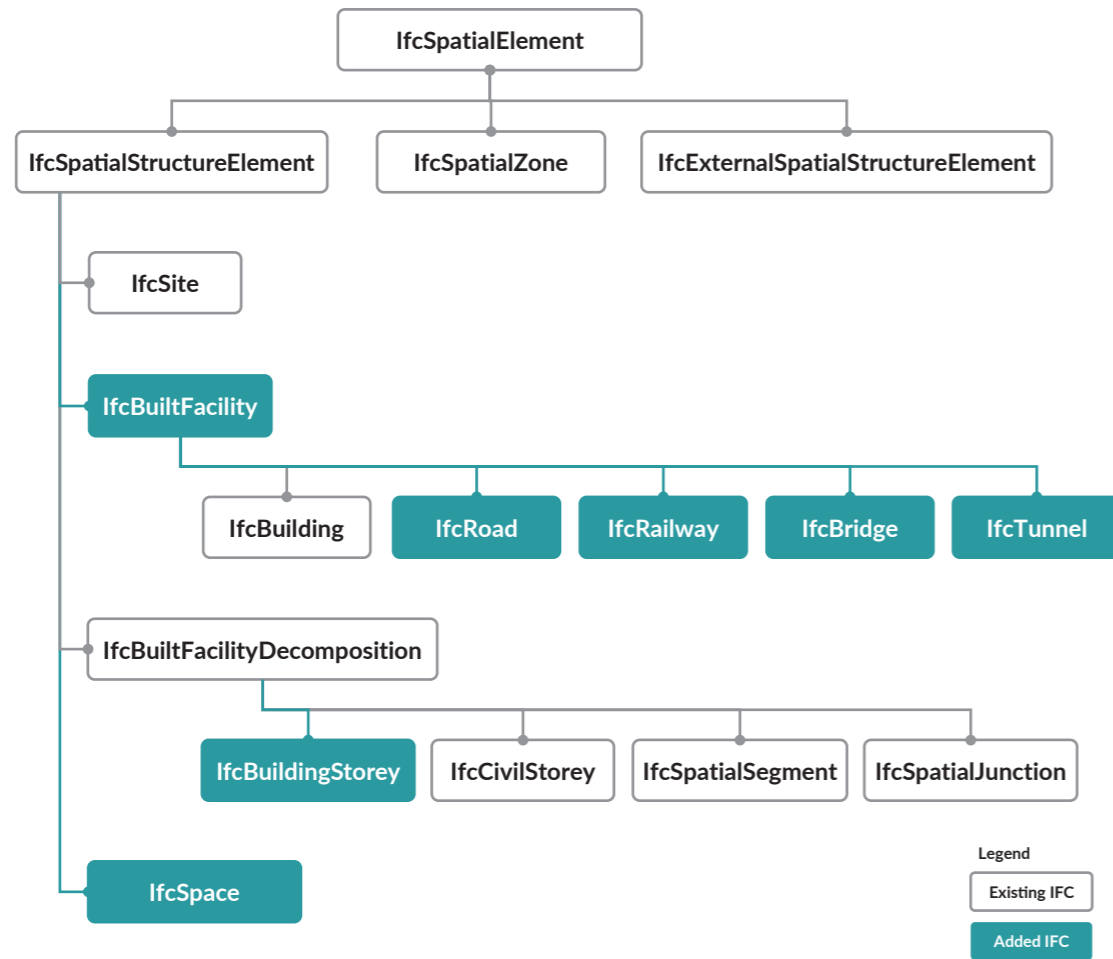 IfcSpatialElement
IfcSpatialStructureElement
IfcSpatialZone
IfcExternalSpatialStructureElement
IfcSite
IfcBuiltFacility
IfcBuilding
IfcRoad
IfcRailway
IfcBridge
IfcTunnel
IfcBuiltFacilityDecomposition
IfcBuildingStorey
IfcCivilStorey
IfcSpatialSegment
IfcSpatialJunction
IfcSpace
Legend
Existing IFC
Added IFC